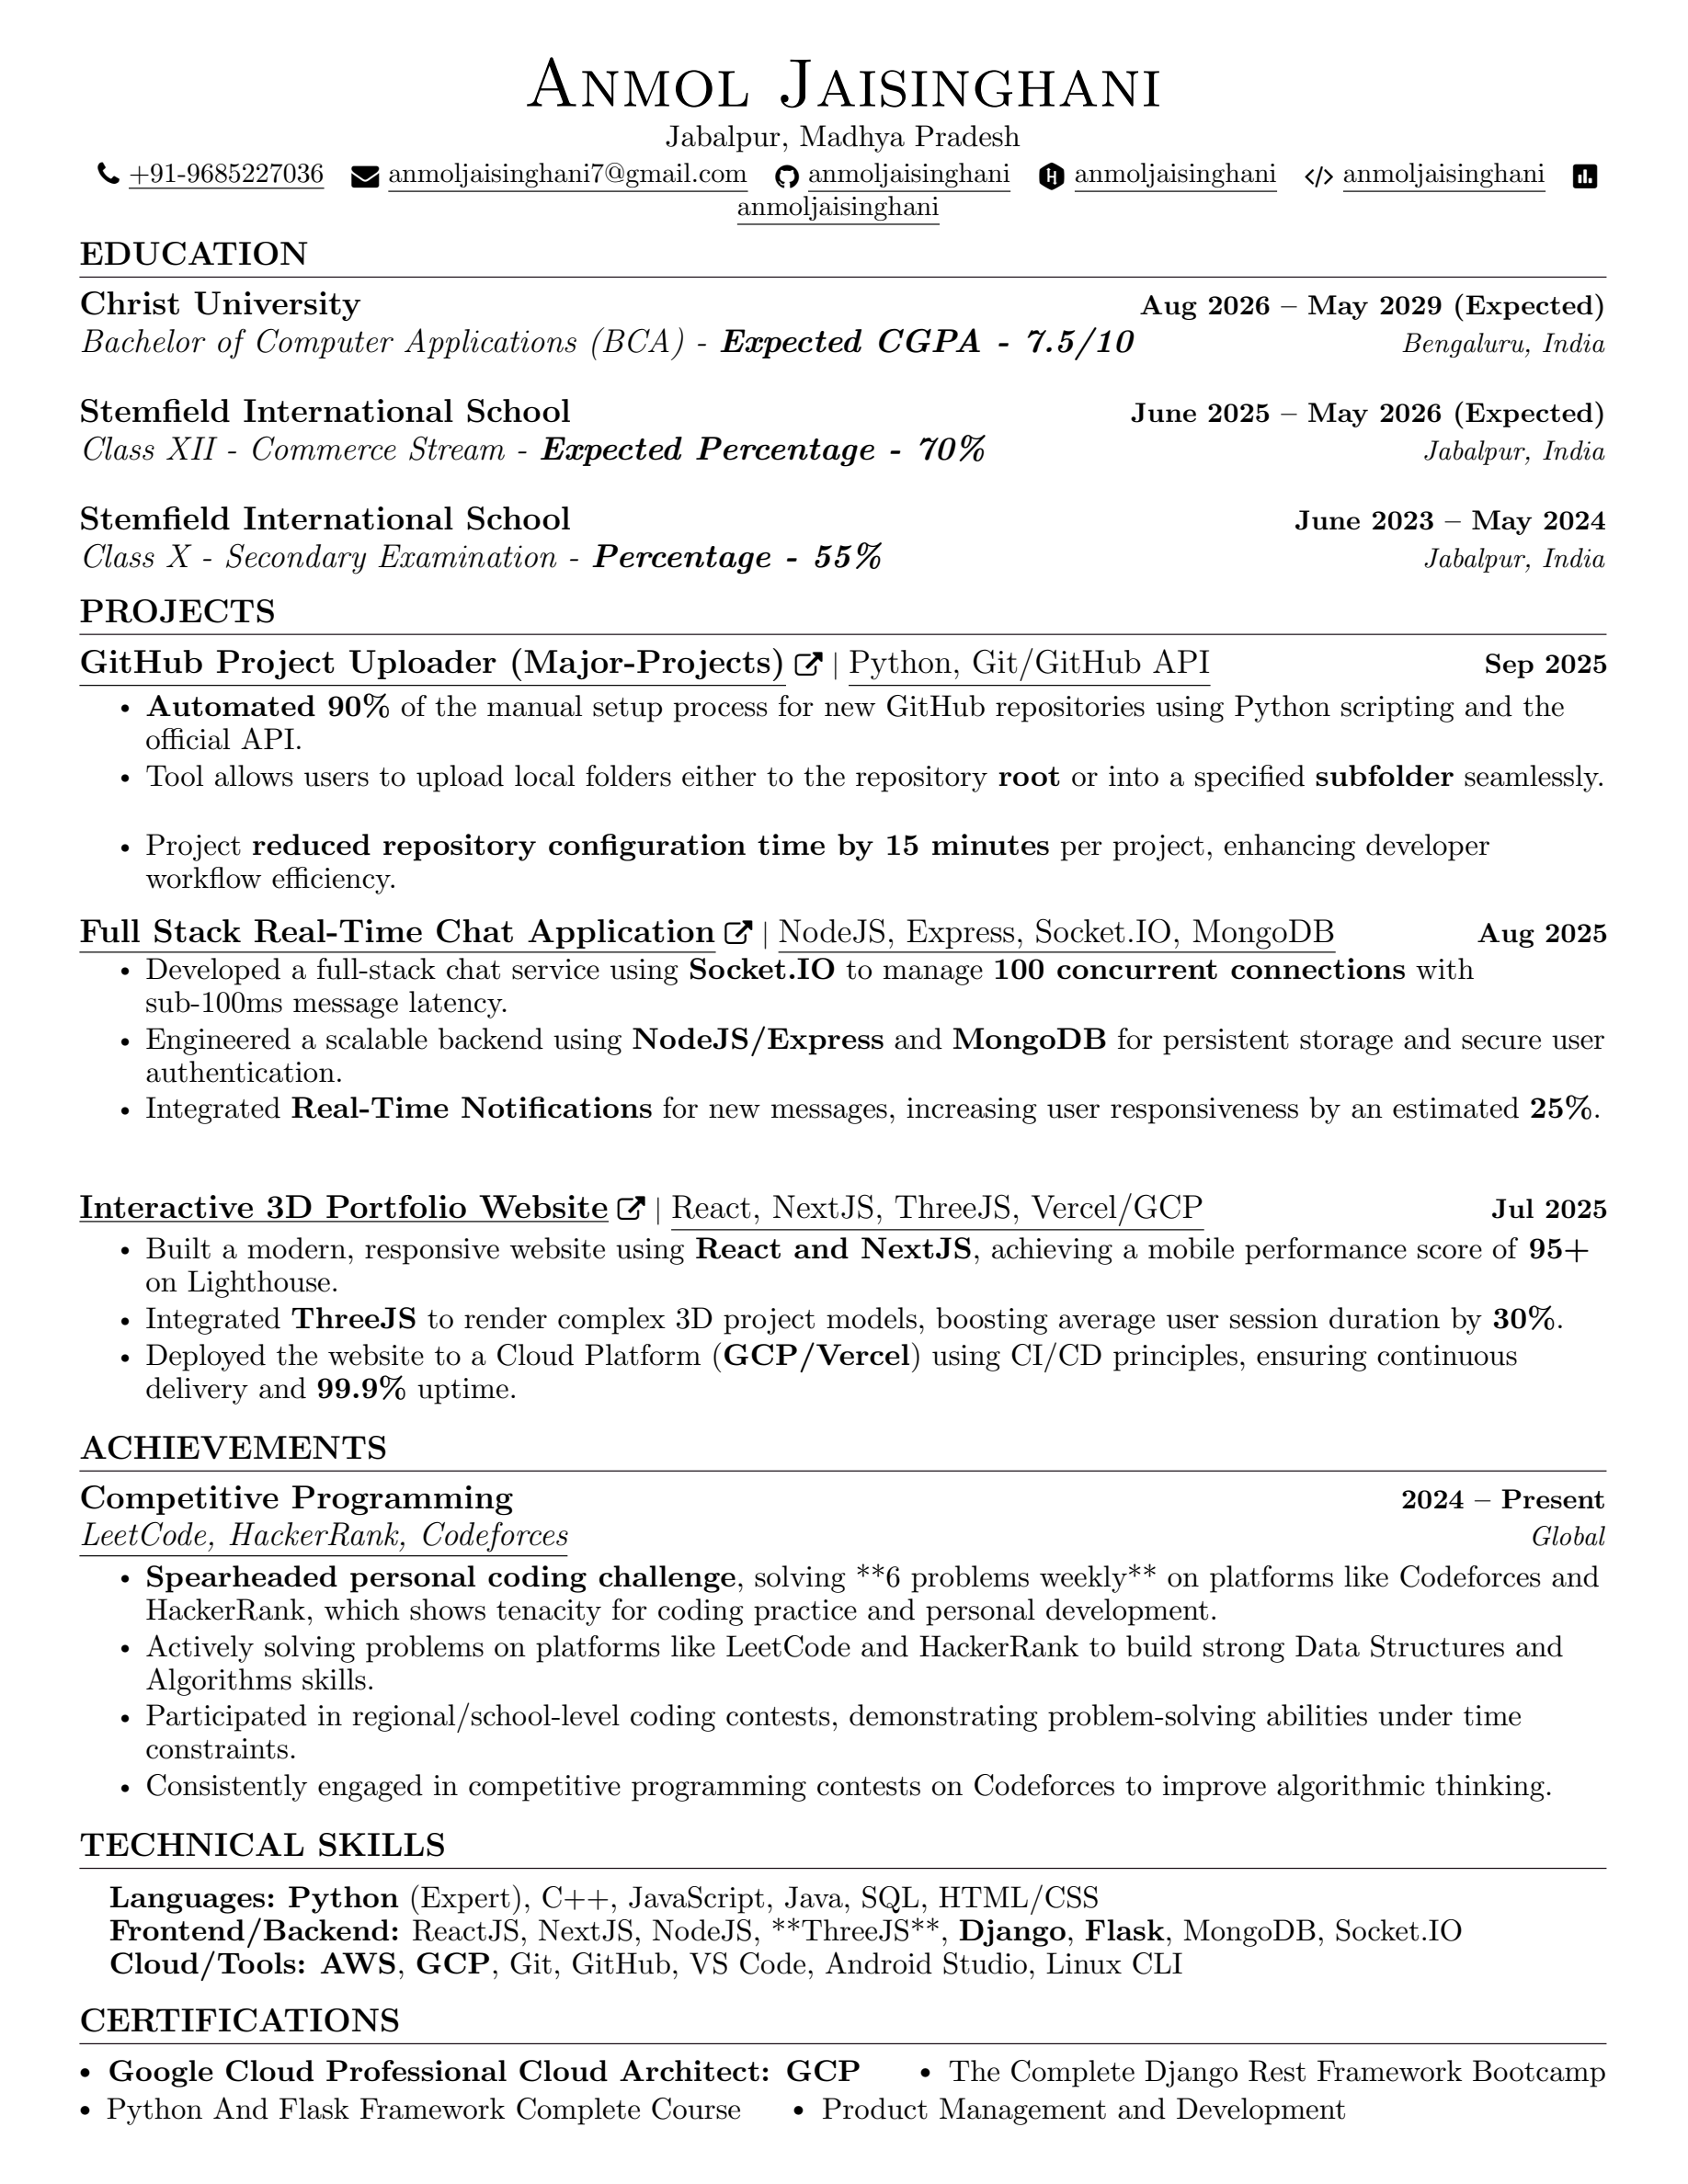 Anmol Jaisinghani
Jabalpur, Madhya Pradesh
+91-9685227036 anmoljaisinghani7@gmail.com anmoljaisinghani anmoljaisinghani anmoljaisinghani
anmoljaisinghani
EDUCATION
Christ University Aug 2026 – May 2029 (Expected)
Bachelor of Computer Applications (BCA) - Expected CGPA - 7.5/10 Bengaluru, India
Stemfield International School June 2025 – May 2026 (Expected)
Class XII - Commerce Stream - Expected Percentage - 70% Jabalpur, India
Stemfield International School June 2023 – May 2024
Class X - Secondary Examination - Percentage - 55% Jabalpur, India
PROJECTS
GitHub Project Uploader (Major-Projects) | Python, Git/GitHub API Sep 2025
• Automated 90% of the manual setup process for new GitHub repositories using Python scripting and the
official API.
• Tool allows users to upload local folders either to the repository root or into a specified subfolder seamlessly.
• Project reduced repository configuration time by 15 minutes per project, enhancing developer
workflow efficiency.
Full Stack Real-Time Chat Application | NodeJS, Express, Socket.IO, MongoDB Aug 2025
• Developed a full-stack chat service using Socket.IO to manage 100 concurrent connections with
sub-100ms message latency.
• Engineered a scalable backend using NodeJS/Express and MongoDB for persistent storage and secure user
authentication.
• Integrated Real-Time Notifications for new messages, increasing user responsiveness by an estimated 25%.
Interactive 3D Portfolio Website | React, NextJS, ThreeJS, Vercel/GCP Jul 2025
• Built a modern, responsive website using React and NextJS, achieving a mobile performance score of 95+
on Lighthouse.
• Integrated ThreeJS to render complex 3D project models, boosting average user session duration by 30%.
• Deployed the website to a Cloud Platform (GCP/Vercel) using CI/CD principles, ensuring continuous
delivery and 99.9% uptime.
ACHIEVEMENTS
Competitive Programming 2024 – Present
LeetCode, HackerRank, Codeforces Global
• Spearheaded personal coding challenge, solving **6 problems weekly** on platforms like Codeforces and
HackerRank, which shows tenacity for coding practice and personal development.
• Actively solving problems on platforms like LeetCode and HackerRank to build strong Data Structures and
Algorithms skills.
• Participated in regional/school-level coding contests, demonstrating problem-solving abilities under time
constraints.
• Consistently engaged in competitive programming contests on Codeforces to improve algorithmic thinking.
TECHNICAL SKILLS
Languages: Python (Expert), C++, JavaScript, Java, SQL, HTML/CSS
Frontend/Backend: ReactJS, NextJS, NodeJS, **ThreeJS**, Django, Flask, MongoDB, Socket.IO
Cloud/Tools: AWS, GCP, Git, GitHub, VS Code, Android Studio, Linux CLI
CERTIFICATIONS
• Google Cloud Professional Cloud Architect: GCP • The Complete Django Rest Framework Bootcamp
• Python And Flask Framework Complete Course • Product Management and Development